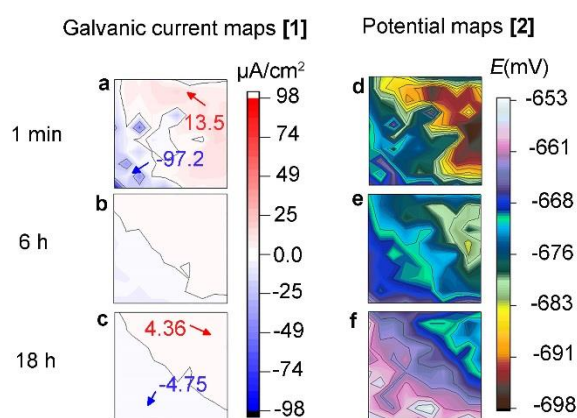 Galvanic current maps [1]
Potential maps [2]
µA/cm²
E(mV)
1 min
a
13.5
-97.2
98
74
49
25
0.0
-25
-49
-74
-98
d
-653
-661
-668
-676
-683
-691
-698
6 h
b
e
18 h
c
4.36
-4.75
f